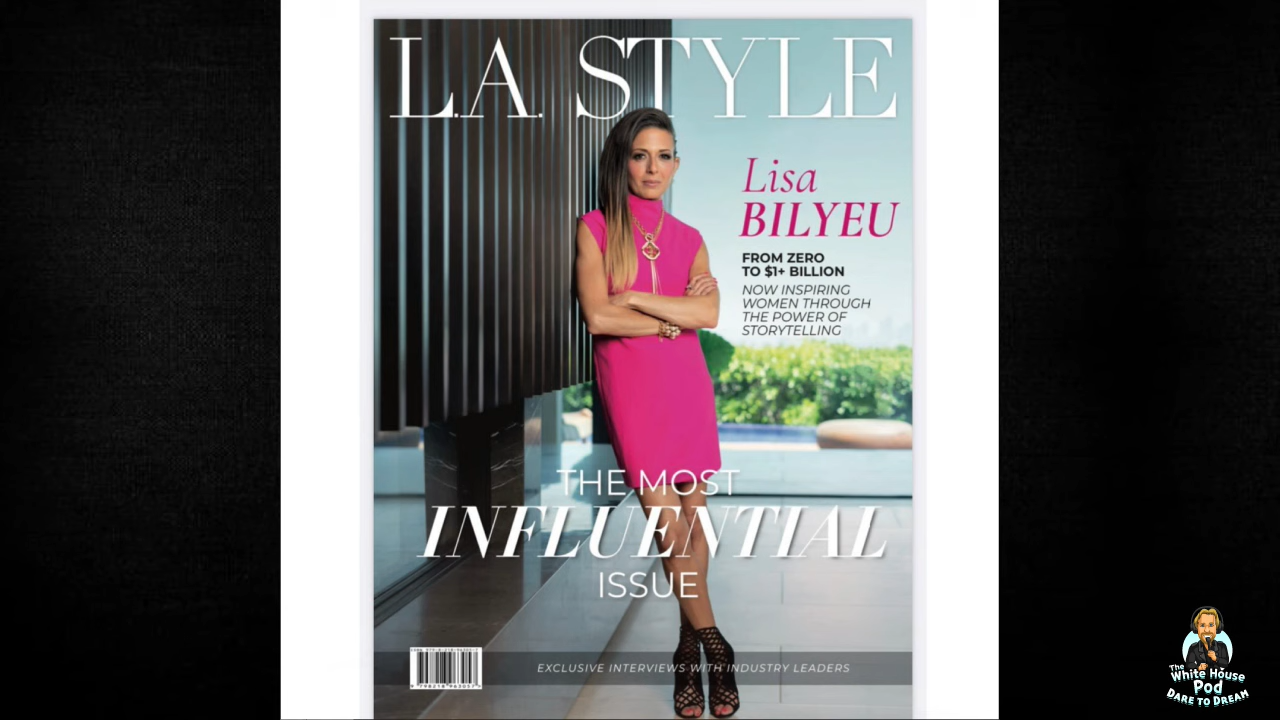 L.A. STYLE
Lisa
BILYEU
FROM ZERO
TO $1+ BILLION
NOW INSPIRING
WOMEN THROUGH
THE POWER OF
STORYTELLING
THE MOST
INFLUENTIAL
ISSUE
EXCLUSIVE INTERVIEWS WITH INDUSTRY LEADERS
The
White House
Pod
DARE TO DREAM